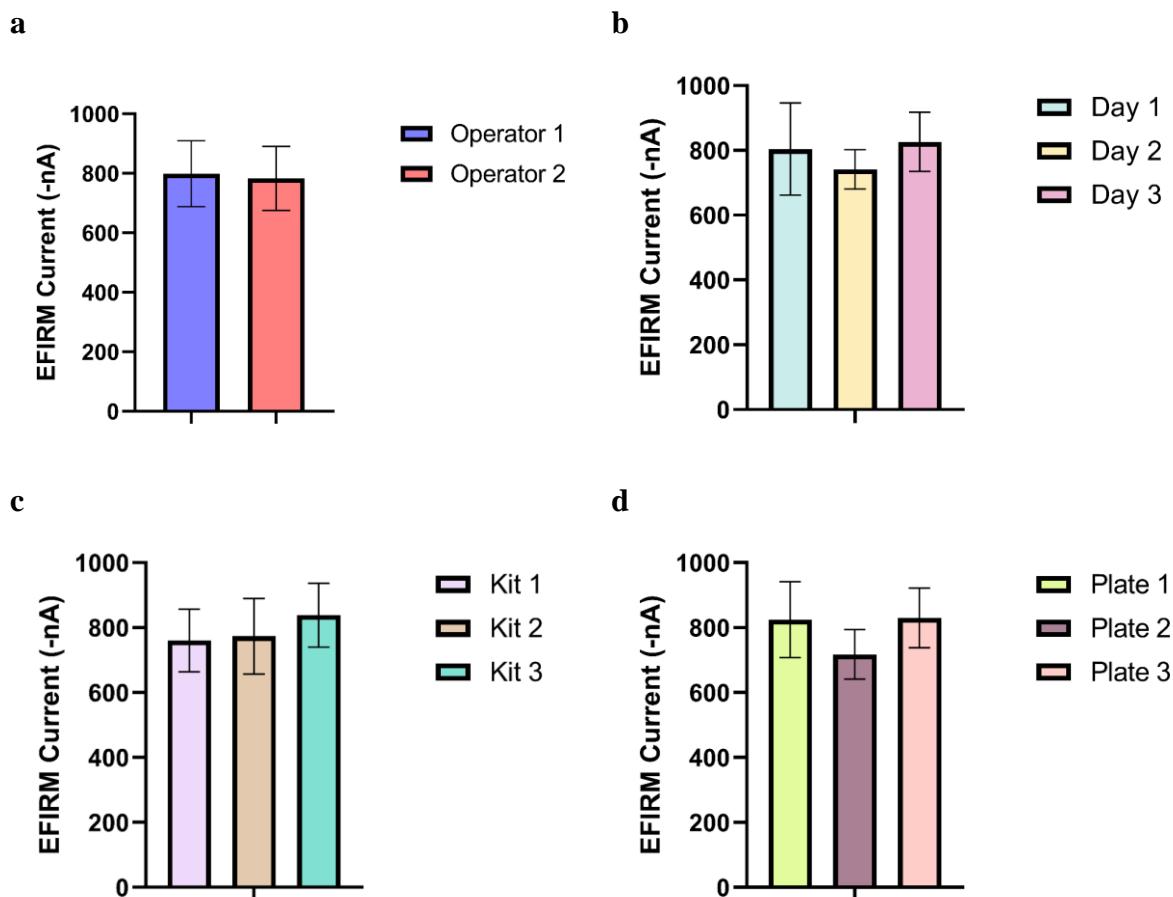 a
EFIRM Current (-nA)
1000
800
600
400
200
0
Operator 1
Operator 2
b
EFIRM Current (-nA)
1000
800
600
400
200
0
Day 1
Day 2
Day 3
c
EFIRM Current (-nA)
1000
800
600
400
200
0
Kit 1
Kit 2
Kit 3
d
EFIRM Current (-nA)
1000
800
600
400
200
0
Plate 1
Plate 2
Plate 3